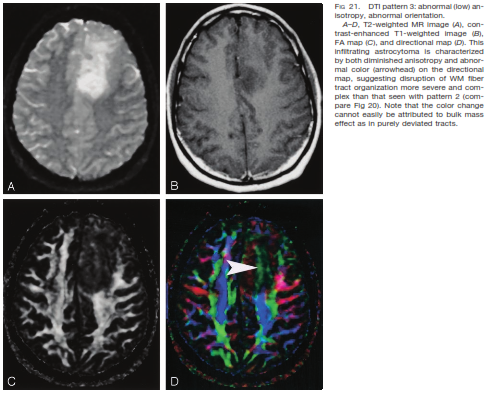 FIG 21. DTI pattern 3: abnormal (low) an-
isotropy, abnormal orientation.
A–D, T2-weighted MR image (A), con-
trast-enhanced T1-weighted image (B),
FA map (C), and directional map (D). This
infiltrating astrocytoma is characterized
by both diminished anisotropy and abnor-
mal color (arrowhead) on the directional
map, suggesting disruption of WM fiber
tract organization more severe and com-
plex than that seen with pattern 2 (com-
pare Fig 20). Note that the color change
cannot easily be attributed to bulk mass
effect as in purely deviated tracts.
A
B
C
D